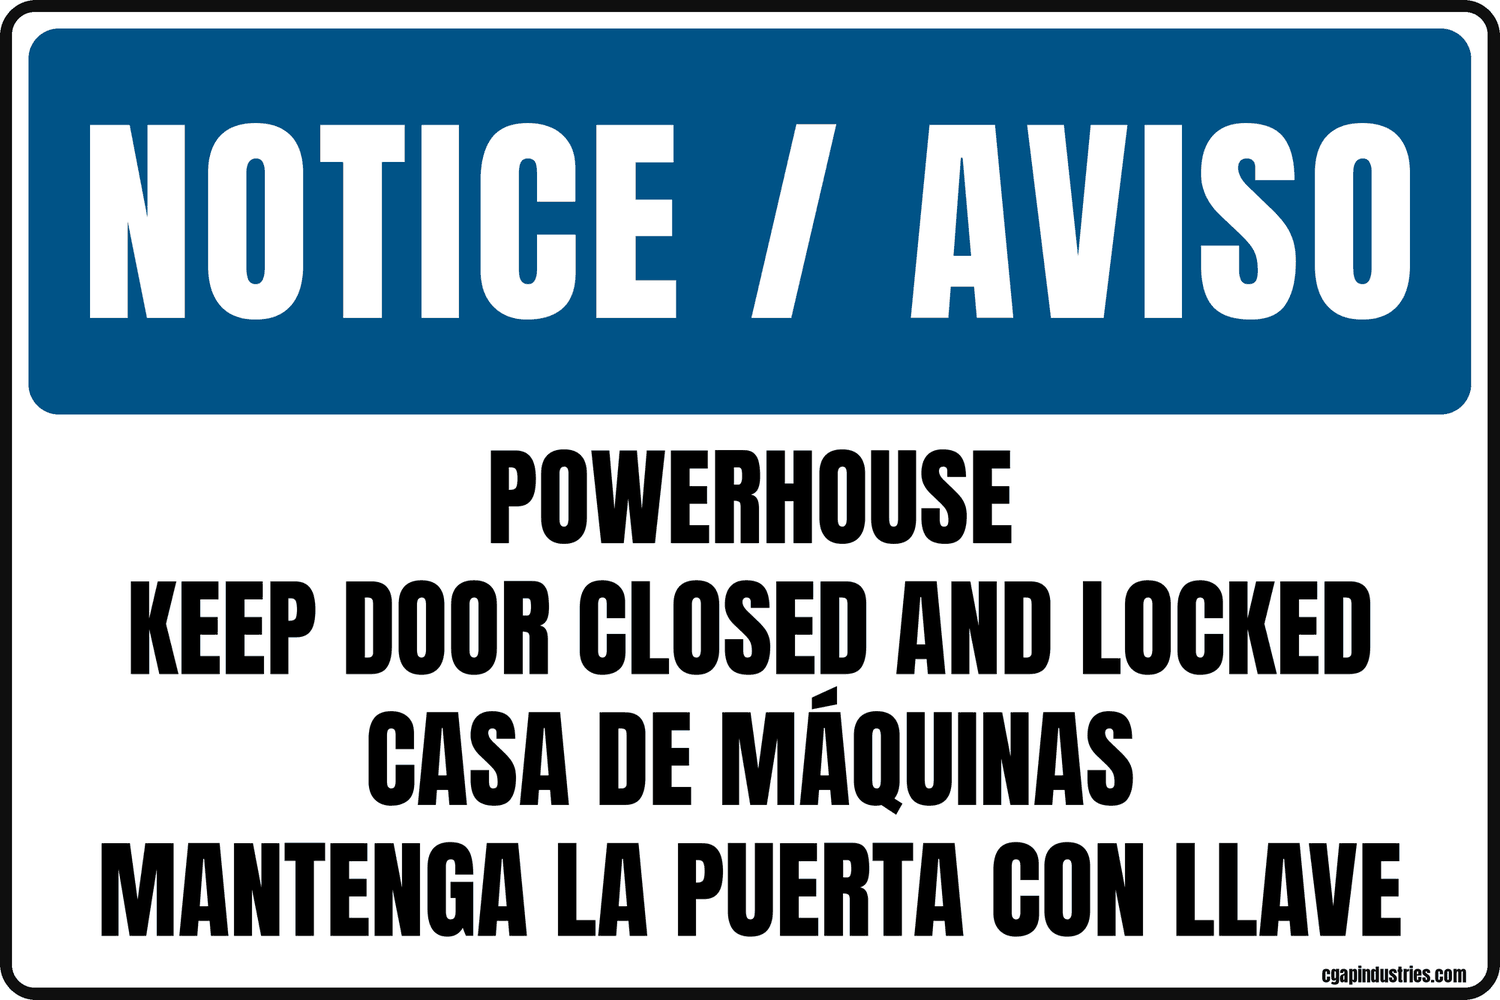 NOTICE / AVISO
POWERHOUSE
KEEP DOOR CLOSED AND LOCKED
CASA DE MÁQUINAS
MANTENGA LA PUERTA CON LLAVE
cgapindustries.com